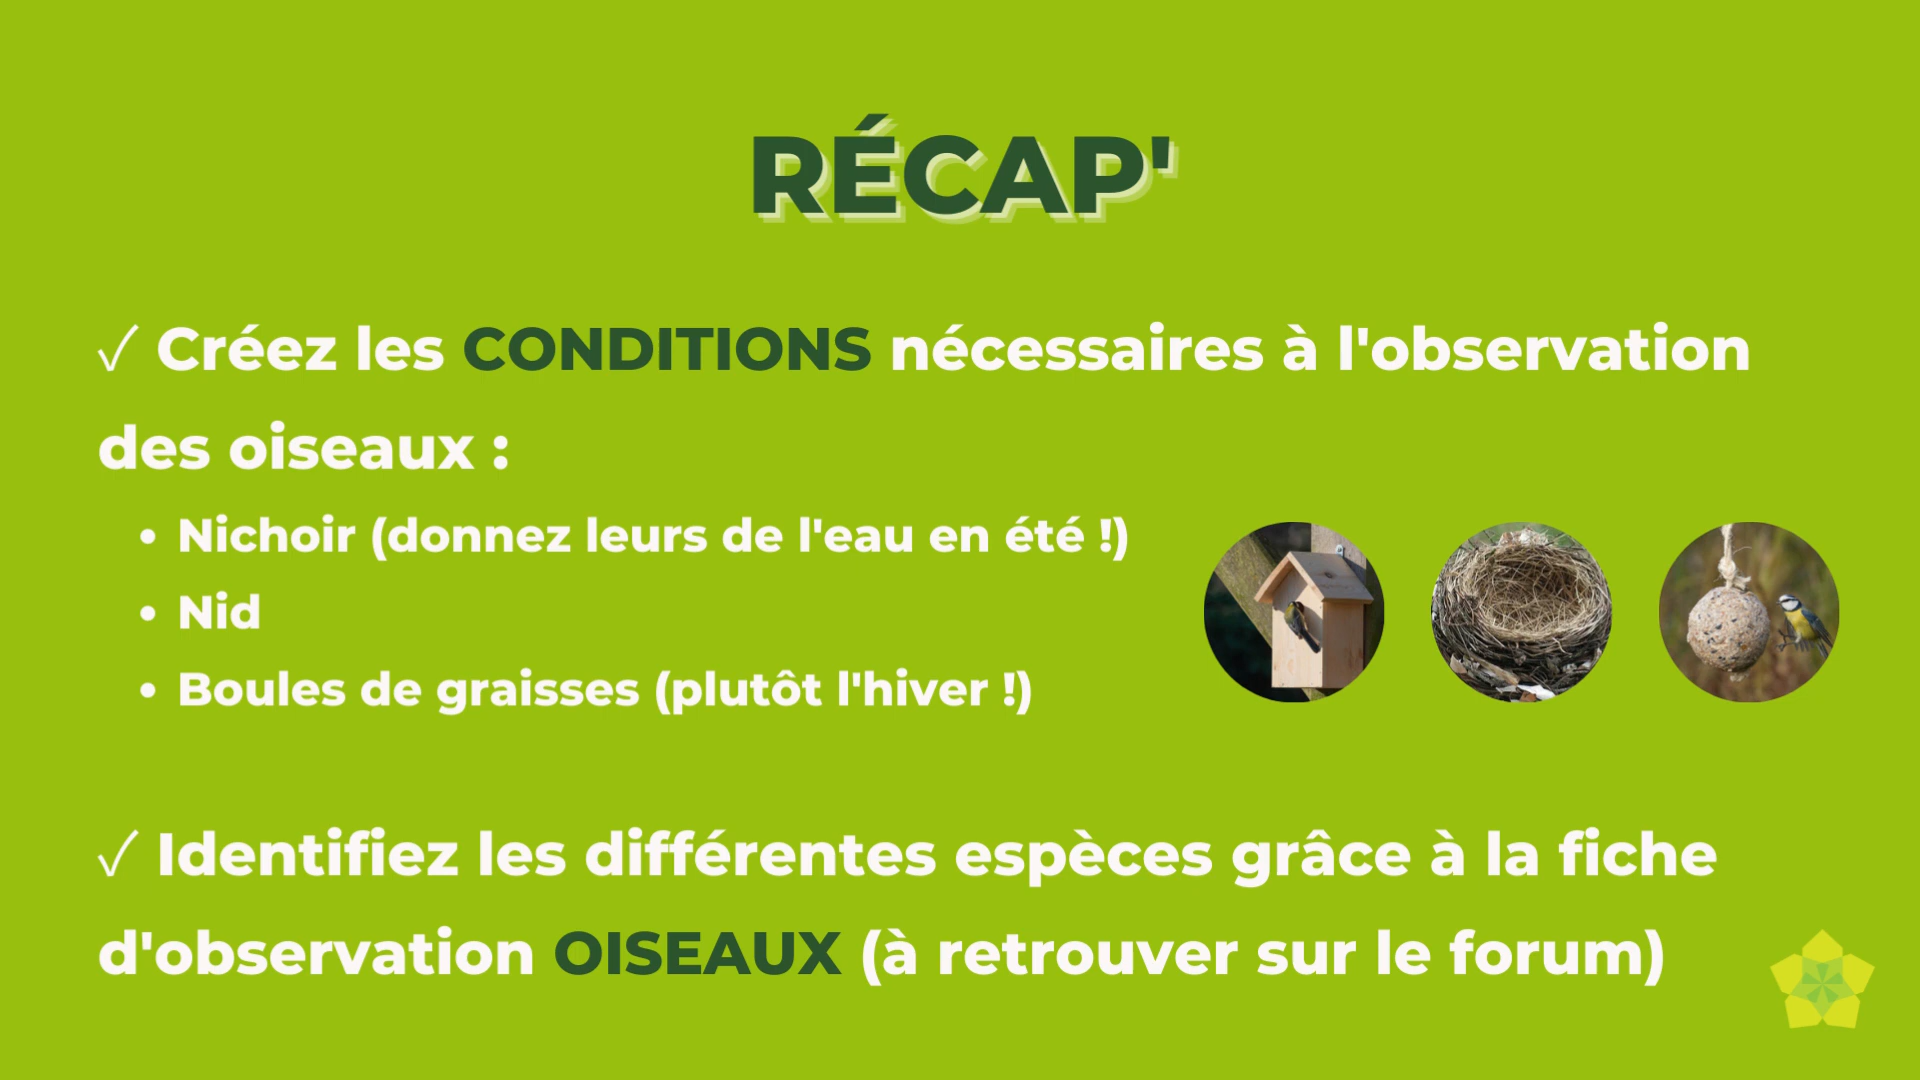 RÉCAP'
✓ Créez les CONDITIONS nécessaires à l'observation
des oiseaux :
• Nichoir (donnez leurs de l'eau en été !)
• Nid
• Boules de graisses (plutôt l'hiver !)
✓ Identifiez les différentes espèces grâce à la fiche
d'observation OISEAUX (à retrouver sur le forum)